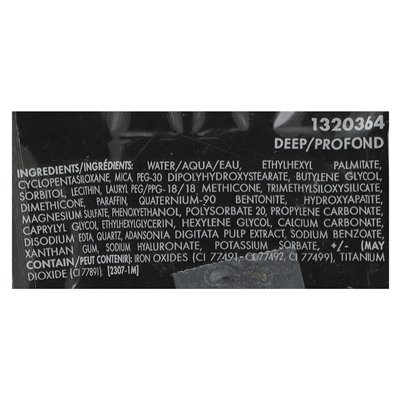 1320364
DEEP/PROFOND
INGREDIENTS/INGRÉDIENTS: WATER/AQUA/EAU, ETHYLHEXYL PALMITATE,
CYCLOPENTASILOXANE, MICA, PEG-30 DIPOLYHYDROXYSTEARATE, BUTYLENE GLYCOL,
SORBITOL, LECITHIN, LAURYL PEG/PPG-18/18 METHICONE, TRIMETHYLSILOXYSILICATE,
DIMETHICONE, PARAFFIN, QUATERNIUM-90 BENTONITE, HYDROXYAPATITE,
MAGNESIUM SULFATE, PHENOXYETHANOL, POLYSORBATE 20, PROPYLENE CARBONATE,
CAPRYLYL GLYCOL, ETHYLHEXYLGLYCERIN, HEXYLENE GLYCOL, CALCIUM CARBONATE,
DISODIUM EDTA, QUARTZ, ADANSONIA DIGITATA PULP EXTRACT, SODIUM BENZOATE,
XANTHAN GUM, SODIUM HYALURONATE, POTASSIUM SORBATE, +/- (MAY
CONTAIN/PEUT CONTENIR): IRON OXIDES (CI 77491, CI 77492, CI 77499), TITANIUM
DIOXIDE (CI 77891). [2307-1M]